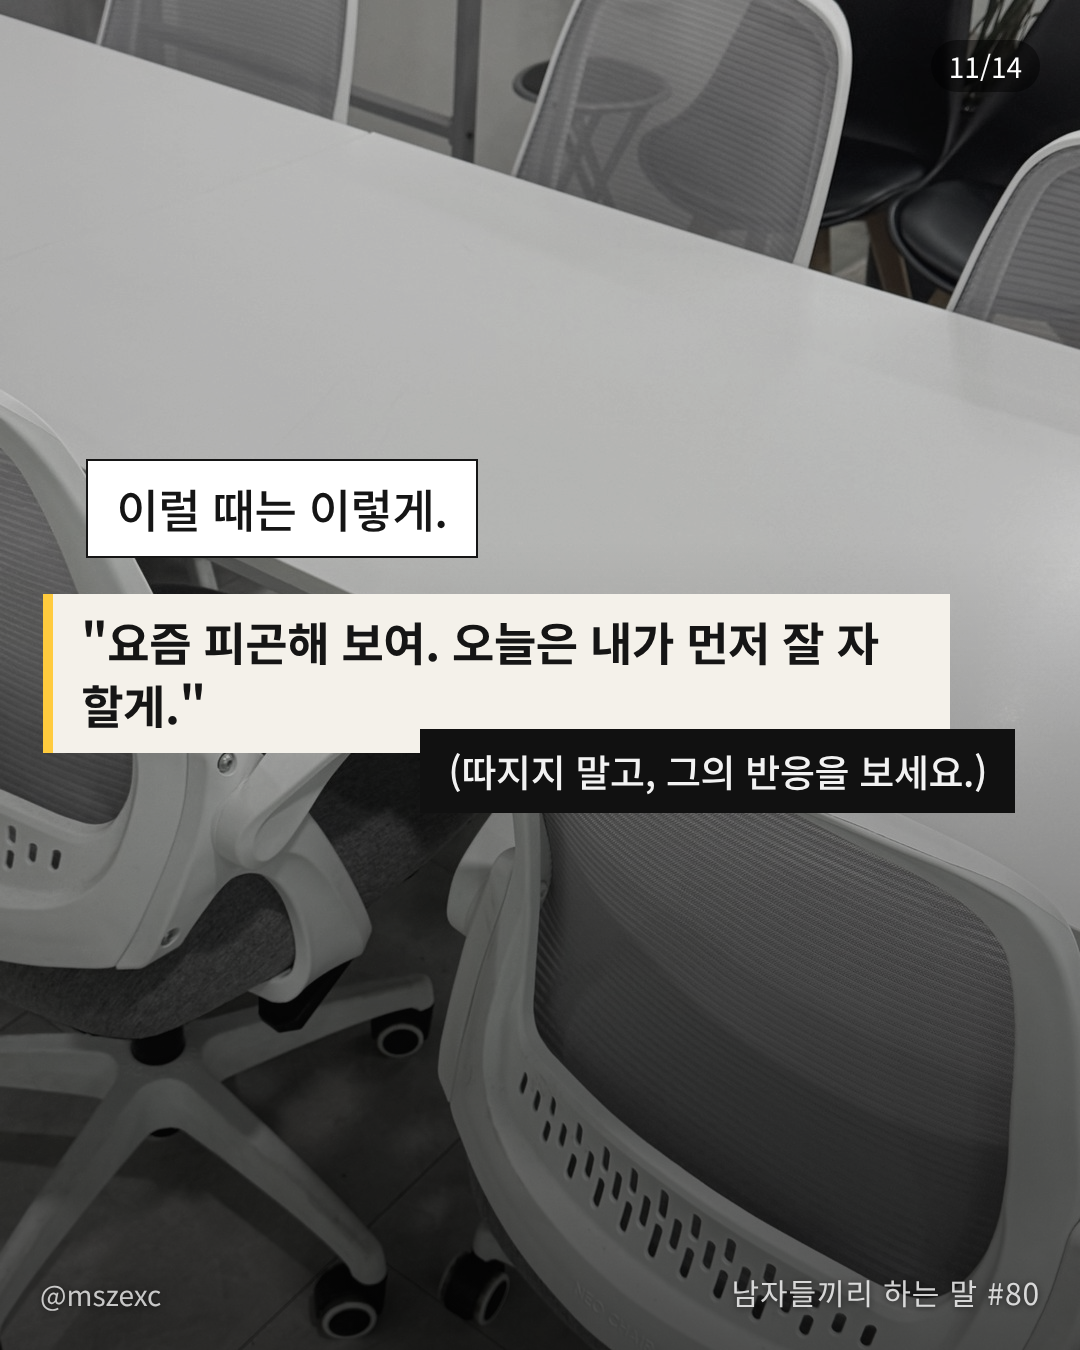 11/14
이럴 때는 이렇게.
"요즘 피곤해 보여. 오늘은 내가 먼저 잘 자
할게."
(따지지 말고, 그의 반응을 보세요.)
@mszexc
남자들끼리 하는 말 #80